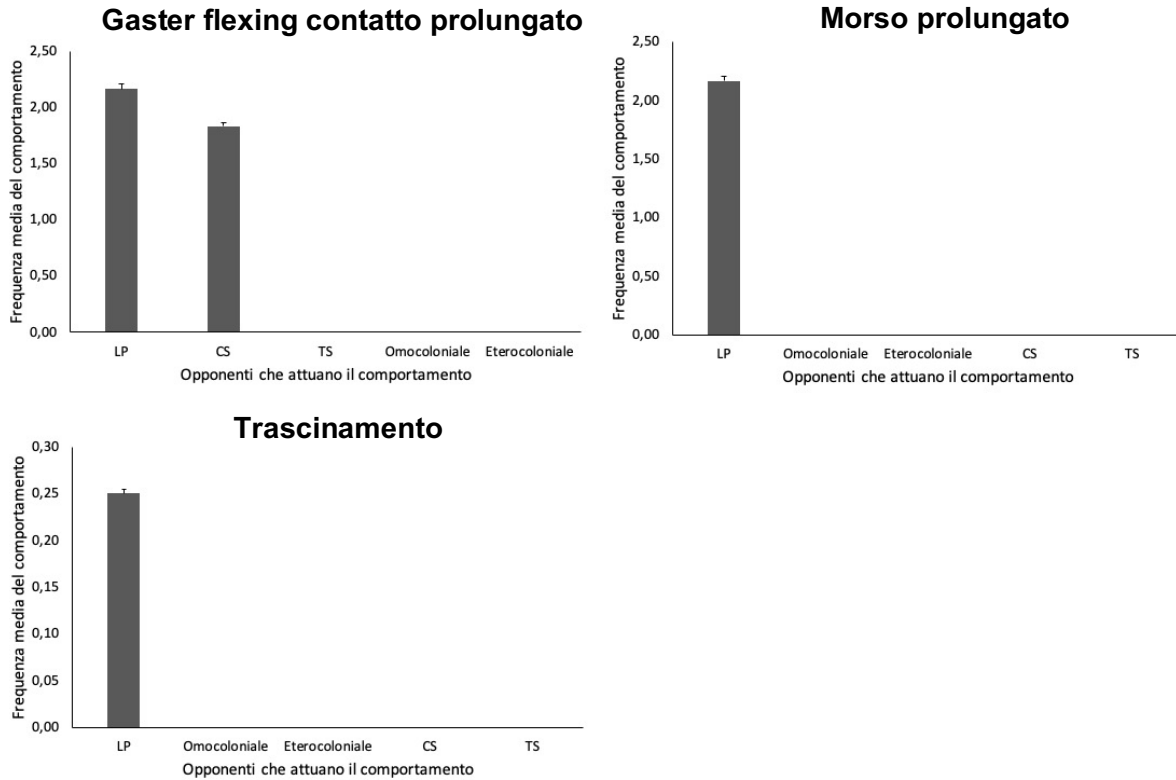 Gaster flexing contatto prolungato
Frequenza media del comportamento
2,50
2,00
1,50
1,00
0,50
0,00
LP CS TS Omocoloniale Eterocoloniale
Opponenti che attuano il comportamento
Morso prolungato
Frequenza media del comportamento
2,50
2,00
1,50
1,00
0,50
0,00
LP Omocoloniale Eterocoloniale CS TS
Opponenti che attuano il comportamento
Trascinamento
Frequenza media del comportamento
0,30
0,25
0,20
0,15
0,10
0,05
0,00
LP Omocoloniale Eterocoloniale CS TS
Opponenti che attuano il comportamento